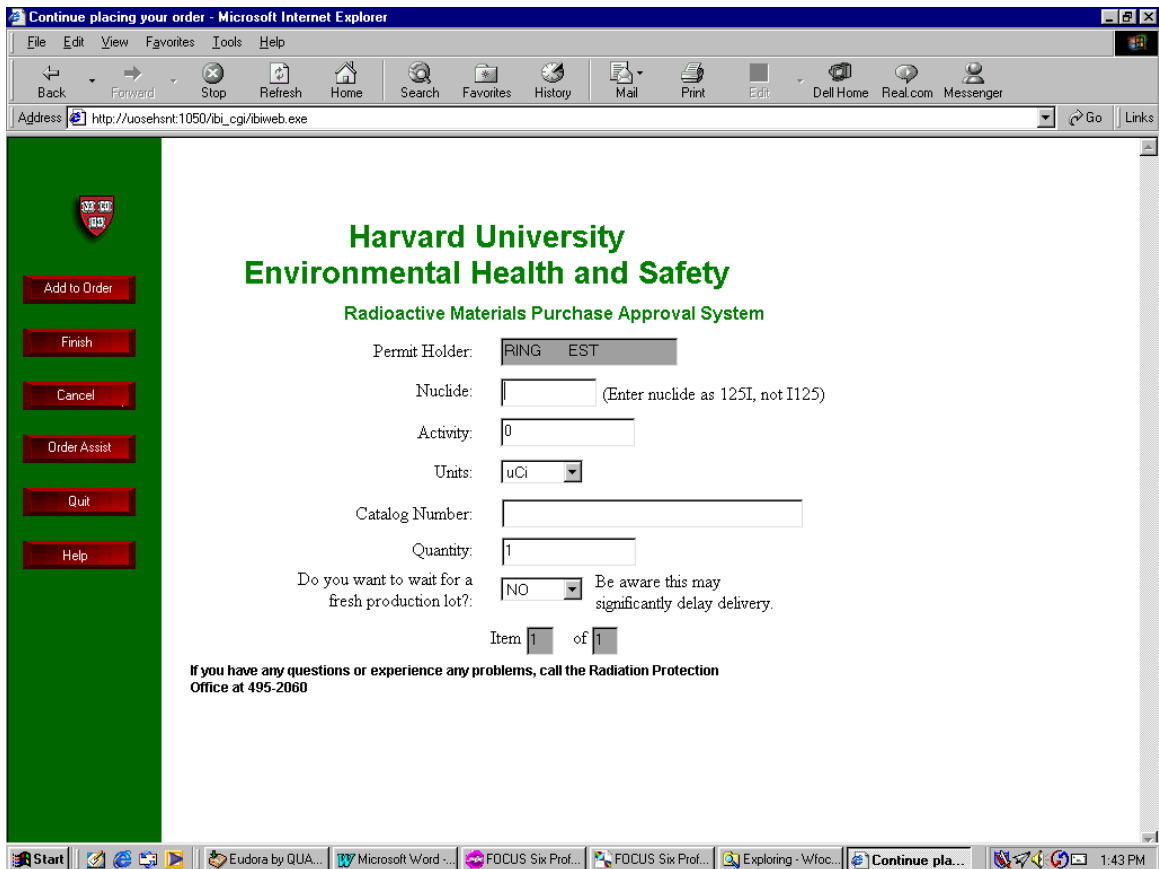 Continue placing your order - Microsoft Internet Explorer
File Edit View Favorites Tools Help
Back Forward Stop Refresh Home Search Favorites History Mail Print Edit Dell Home Real.com Messenger
Address http://uosehsnt:1050/ibi_cgi/ibiweb.exe Go Links
Harvard University
Environmental Health and Safety
Radioactive Materials Purchase Approval System
Add to Order
Finish
Cancel
Order Assist
Quit
Help
Permit Holder: RING EST
Nuclide: (Enter nuclide as 125I, not I125)
Activity: 0
Units: uCi
Catalog Number:
Quantity: 1
Do you want to wait for a
fresh production lot?: NO
Be aware this may
significantly delay delivery.
Item 1 of 1
If you have any questions or experience any problems, call the Radiation Protection
Office at 495-2060
Start Eudora by QUA... Microsoft Word -... FOCUS Six Prof... FOCUS Six Prof... Exploring - Wfoc... Continue pla... 1:43 PM